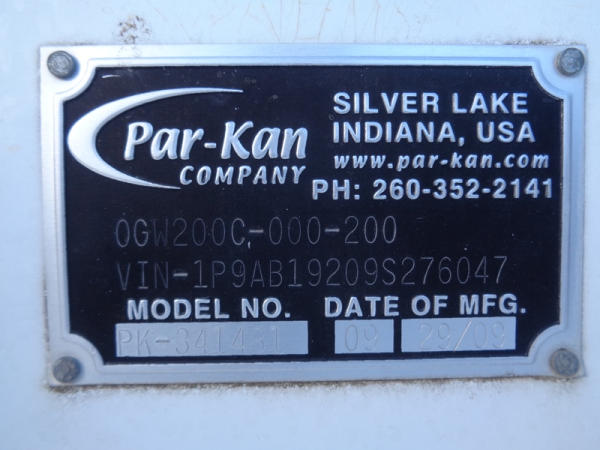 Par-Kan
COMPANY
SILVER LAKE
INDIANA, USA
www.par-kan.com
PH: 260-352-2141
OGW200C-000-200
VIN-1P9AB19209S276047
MODEL NO. DATE OF MFG.
PK-341431 09 29/09